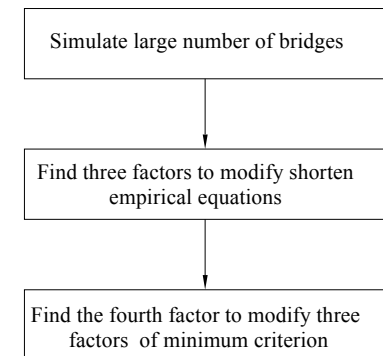 Simulate large number of bridges
Find three factors to modify shorten
empirical equations
Find the fourth factor to modify three
factors of minimum criterion